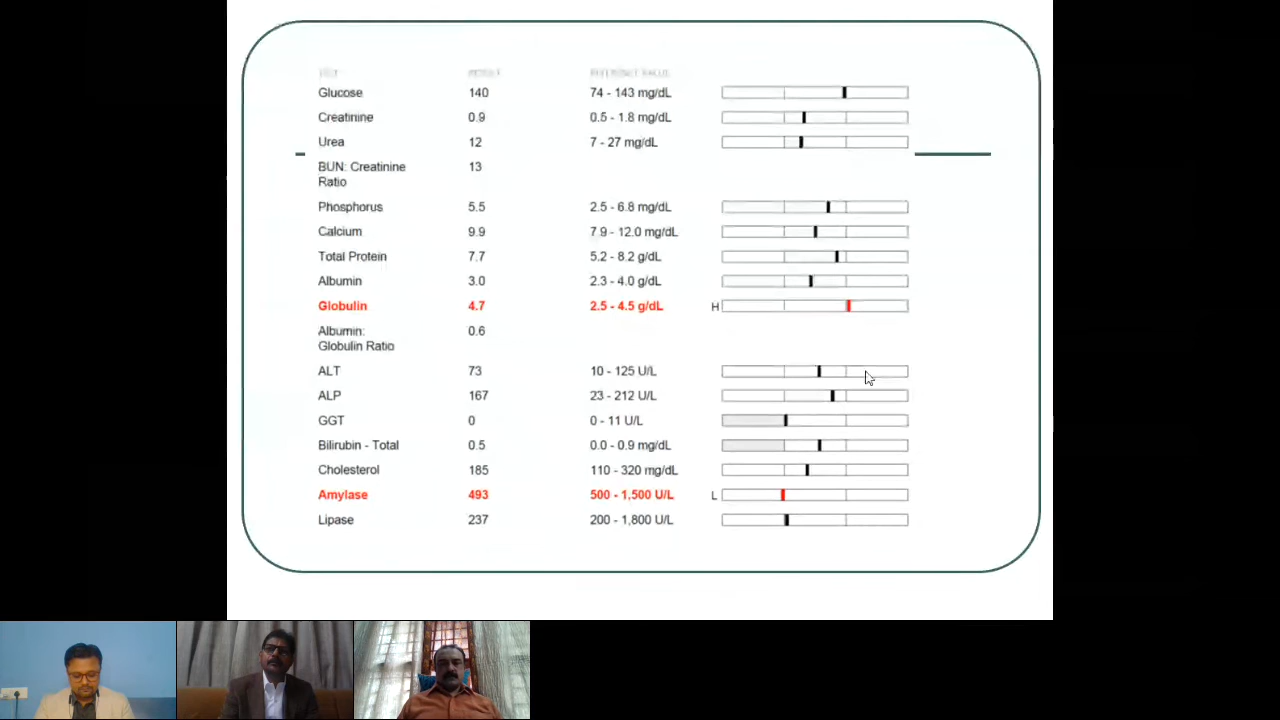 TEST RESULT REFERENCE VALUE
Glucose 140 74 - 143 mg/dL
Creatinine 0.9 0.5 - 1.8 mg/dL
Urea 12 7 - 27 mg/dL
BUN: Creatinine 13
Ratio
Phosphorus 5.5 2.5 - 6.8 mg/dL
Calcium 9.9 7.9 - 12.0 mg/dL
Total Protein 7.7 5.2 - 8.2 g/dL
Albumin 3.0 2.3 - 4.0 g/dL
Globulin 4.7 2.5 - 4.5 g/dL H
Albumin: 0.6
Globulin Ratio
ALT 73 10 - 125 U/L
ALP 167 23 - 212 U/L
GGT 0 0 - 11 U/L
Bilirubin - Total 0.5 0.0 - 0.9 mg/dL
Cholesterol 185 110 - 320 mg/dL
Amylase 493 500 - 1,500 U/L L
Lipase 237 200 - 1,800 U/L